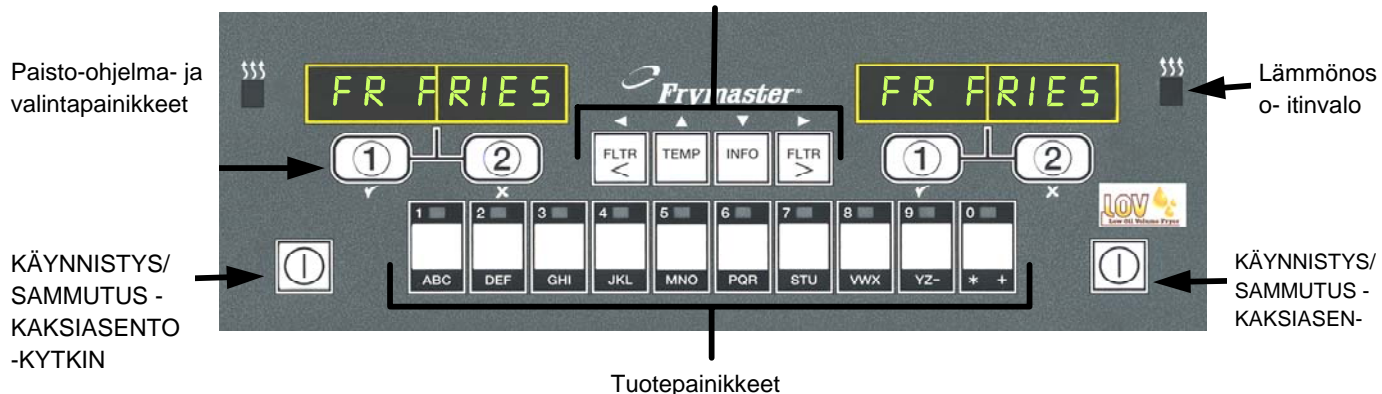 Paisto-ohjelma- ja
valintapainikkeet
FR FRIES
1 2
✓ x
KÄYNNISTYS/
SAMMUTUS -
KAKSIASENTO
-KYTKIN
Frymaster
FLTR < TEMP INFO FLTR >
1 2 3 4 5 6 7 8 9 0
ABC DEF GHI JKL MNO PQR STU VWX YZ- * +
Tuotepainikkeet
FR FRIES
1 2
✓ x
LOV
Low Oil Volume Fryer
Lämmönos
o- itinvalo
KÄYNNISTYS/
SAMMUTUS -
KAKSIASEN-